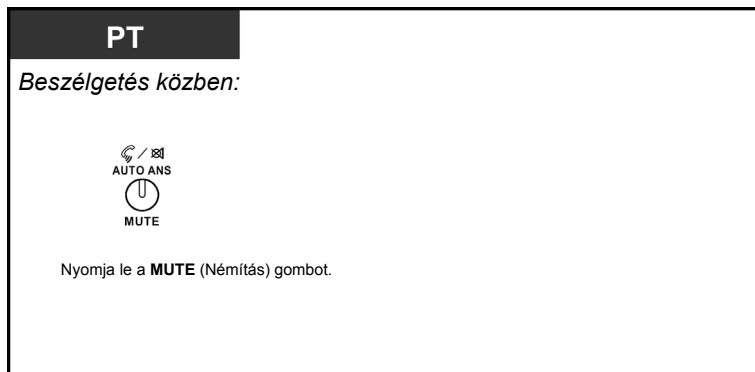 PT
Beszélgetés közben:
AUTO ANS
MUTE
Nyomja le a MUTE (Némítás) gombot.